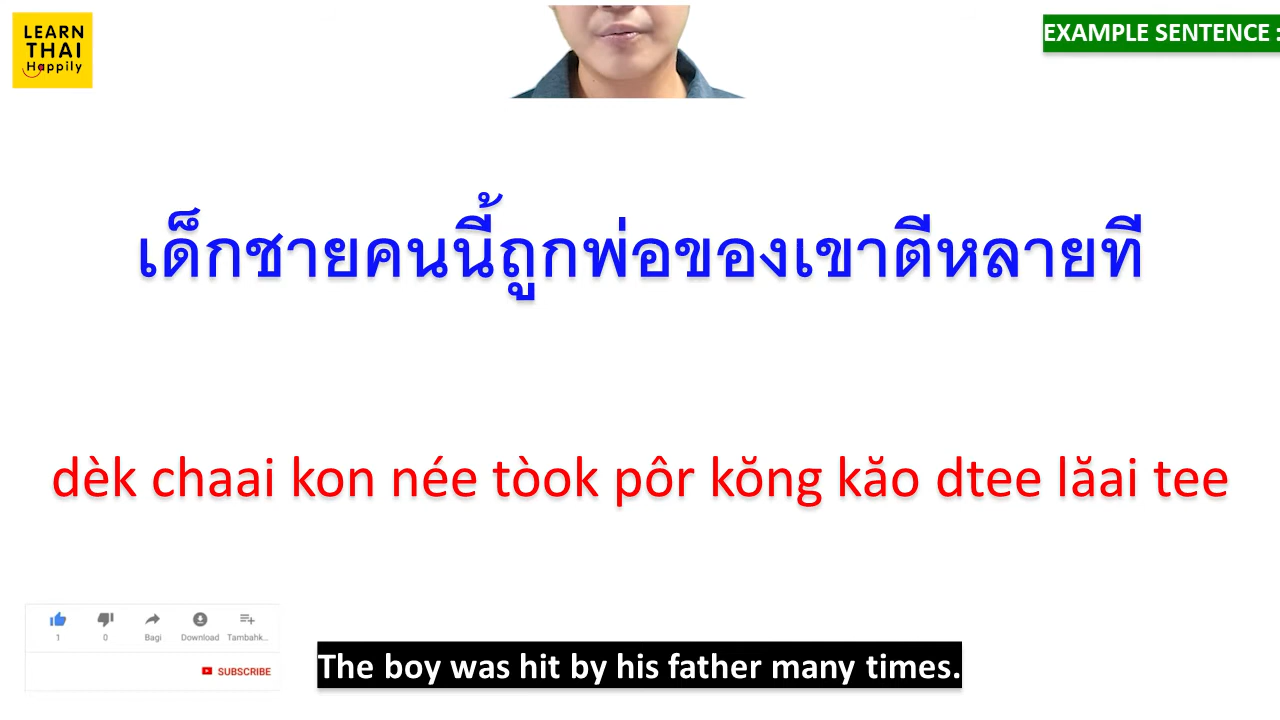 LEARN
THAI
Happily
EXAMPLE SENTENCE :
เด็กชายคนนี้ถูกพ่อของเขาตีหลายที
dèk chaai kon née tòok pôr kŏng kăo dtee lăai tee
1 0 Bagi Download Tambahk...
SUBSCRIBE
The boy was hit by his father many times.